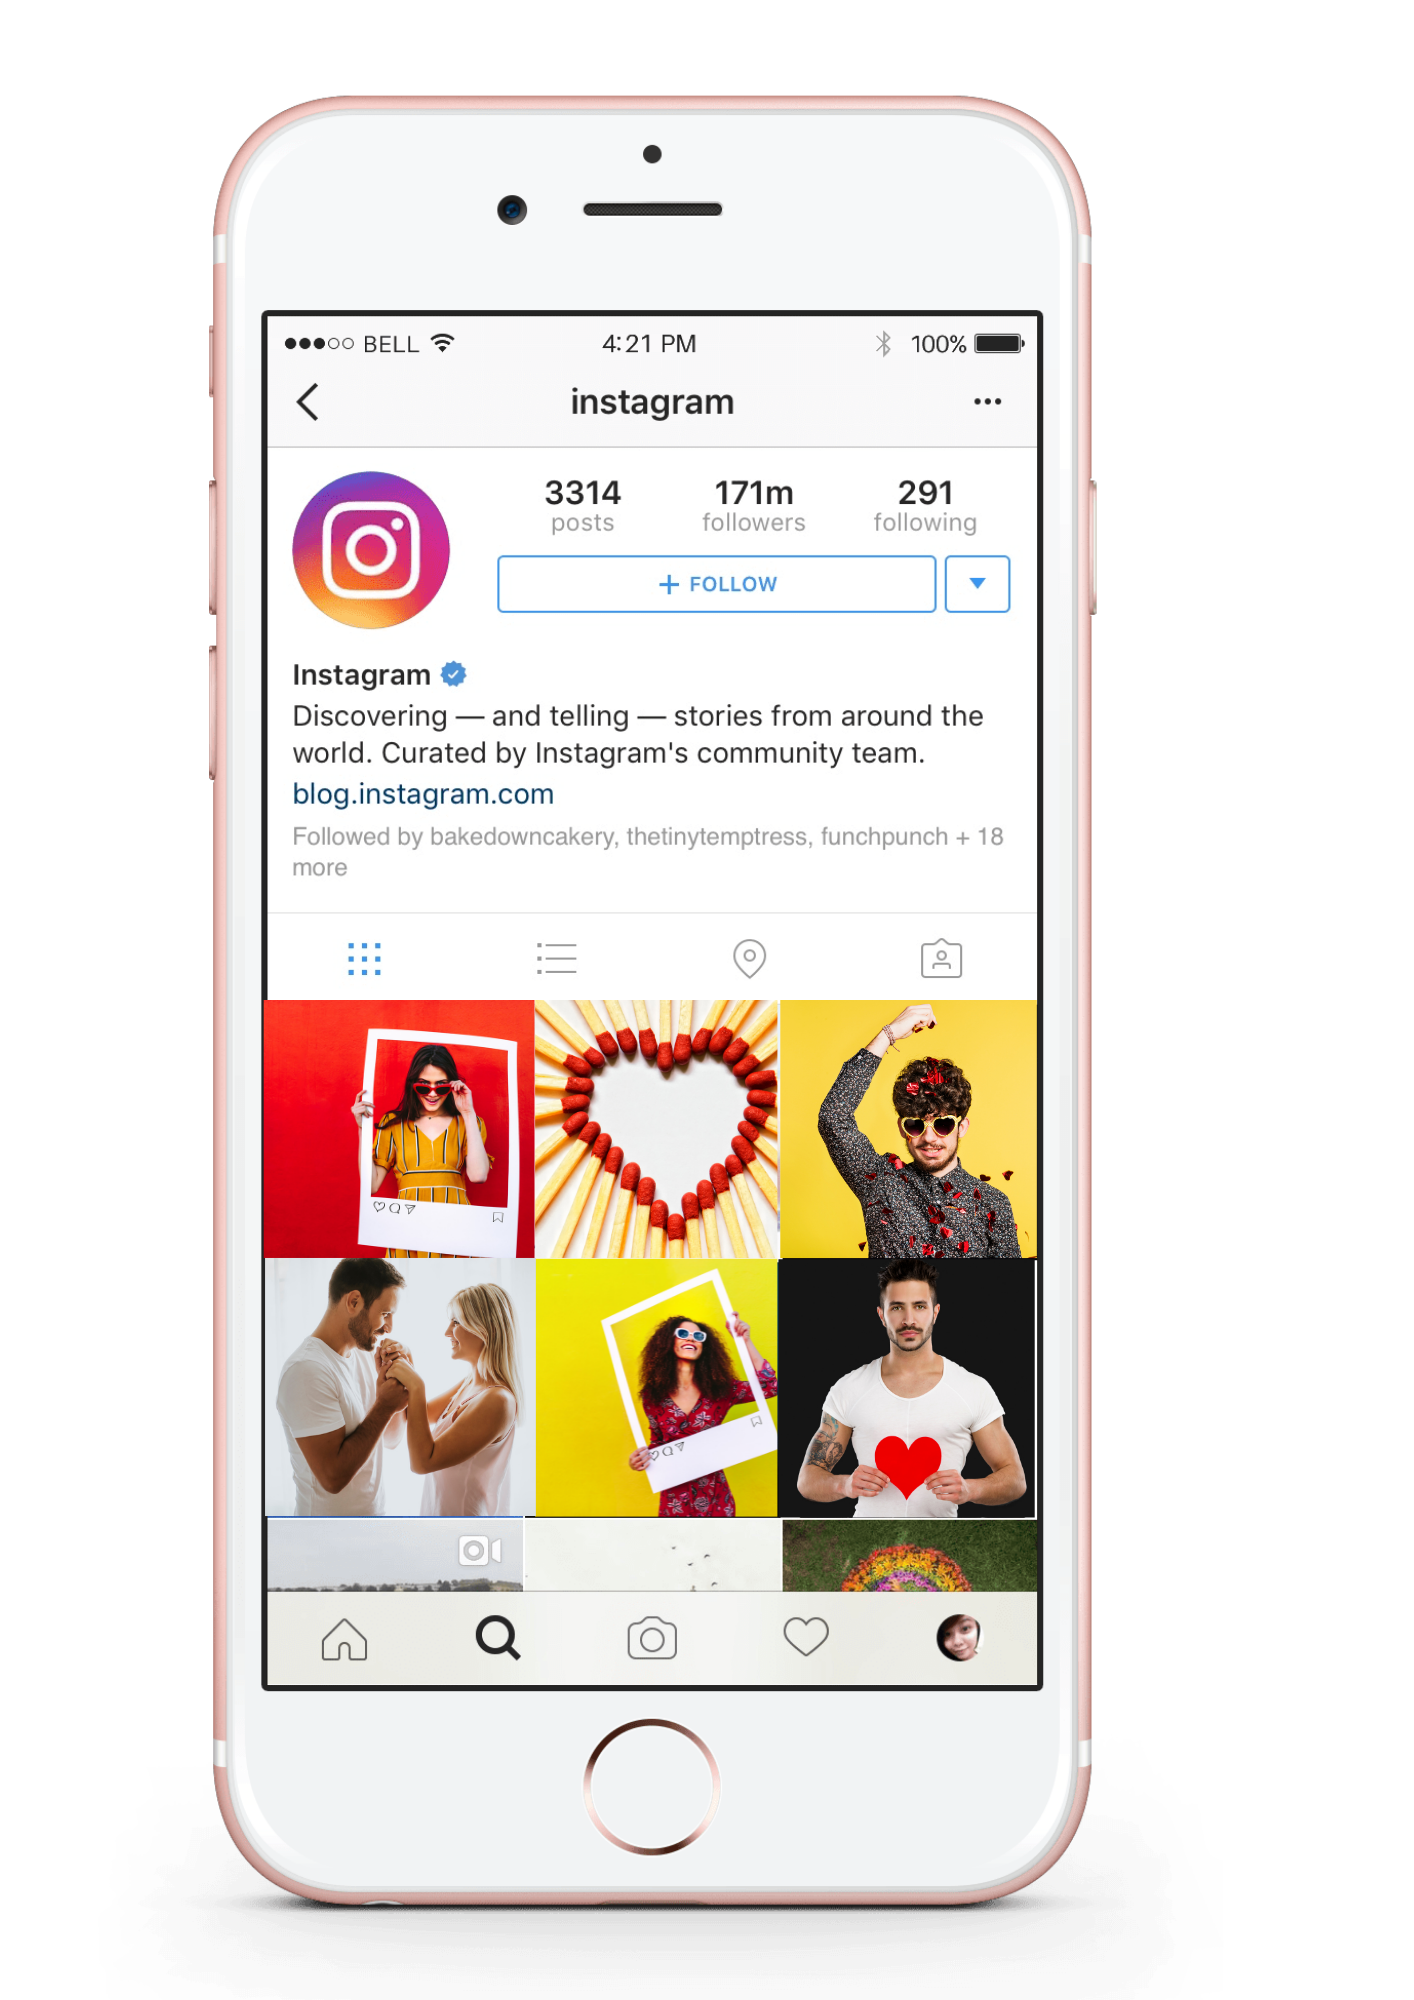 BELL 4:21 PM 100%
instagram
3314 171m 291
posts followers following
+ FOLLOW
Instagram
Discovering — and telling — stories from around the
world. Curated by Instagram's community team.
blog.instagram.com
Followed by bakedowncakery, thetinytemptress, funchpunch + 18
more